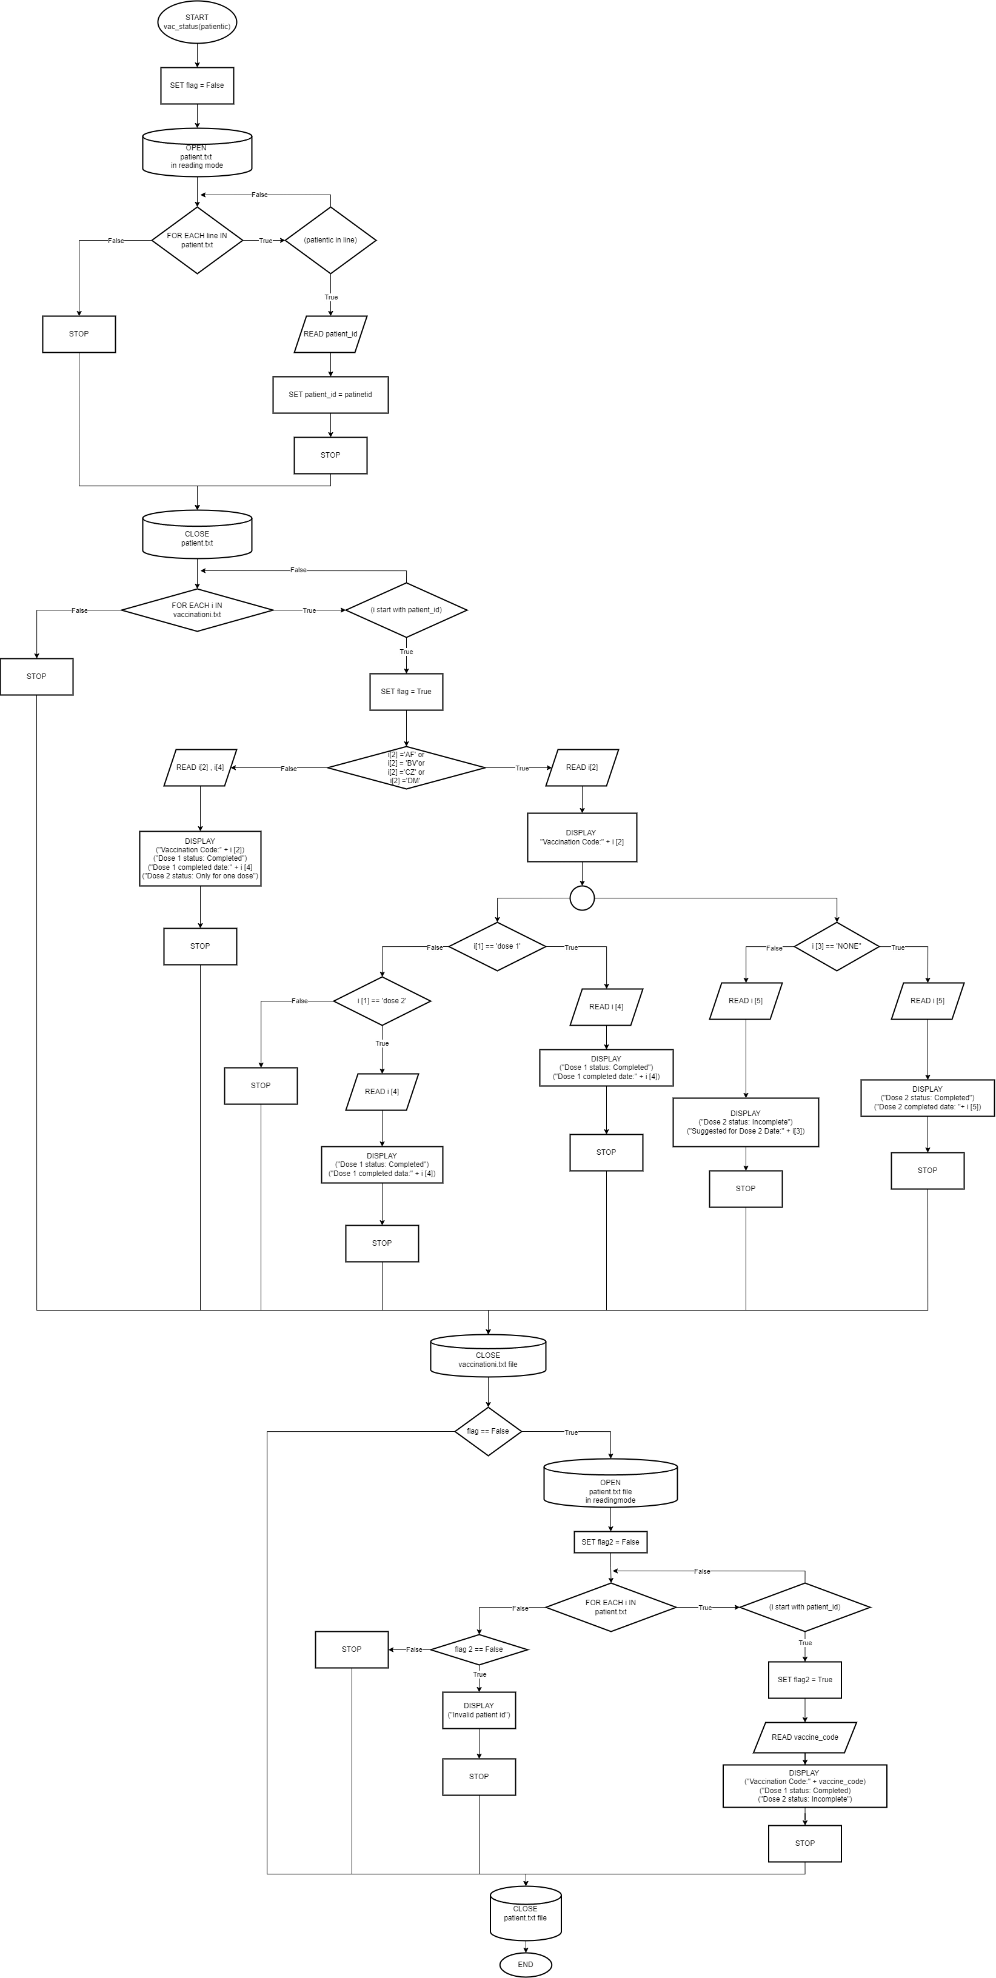 START
vac_status(patientic)
SET flag = False
OPEN
patient.txt
in reading mode
False
FOR EACH line IN
patient.txt
False
True
(patientic in line)
True
STOP
READ patient_id
SET patient_id = patinetid
STOP
CLOSE
patient.txt
False
FOR EACH i IN
vaccinationi.txt
False
True
(i start with patient_id)
True
STOP
SET flag = True
i[2] ='AF' or
i[2] = 'BV'or
i[2] ='CZ' or
i[2] ='DM'
False
True
READ i[2] , i[4]
READ i[2]
DISPLAY
("Vaccination Code:" + i [2])
("Dose 1 status: Completed")
("Dose 1 completed date:" + i [4]
("Dose 2 status: Only for one dose")
DISPLAY
"Vaccination Code:" + i [2]
STOP
i[1] == 'dose 1'
False
True
i [3] == 'NONE"
False
True
i [1] == 'dose 2'
False
True
READ i [4]
READ i [5]
READ i [5]
STOP
READ i [4]
DISPLAY
("Dose 1 status: Completed")
("Dose 1 completed date:" + i [4])
DISPLAY
("Dose 2 status: Incomplete")
("Suggested for Dose 2 Date:" + i[3])
DISPLAY
("Dose 2 status: Completed")
("Dose 2 completed date: "+ i [5])
DISPLAY
("Dose 1 status: Completed")
("Dose 1 completed data:" + i [4])
STOP
STOP
STOP
STOP
CLOSE
vaccinationi.txt file
flag == False
True
OPEN
patient txt file
in readingmode
SET flag2 = False
False
FOR EACH i IN
patient.txt
False
True
(i start with patient_id)
True
STOP
False
flag 2 == False
True
SET flag2 = True
DISPLAY
("Invalid patient id")
READ vaccine_code
STOP
DISPLAY
("Vaccination Code:" + vaccine_code)
("Dose 1 status: Completed)
("Dose 2 status: Incomplete")
STOP
CLOSE
patient.txt file
END